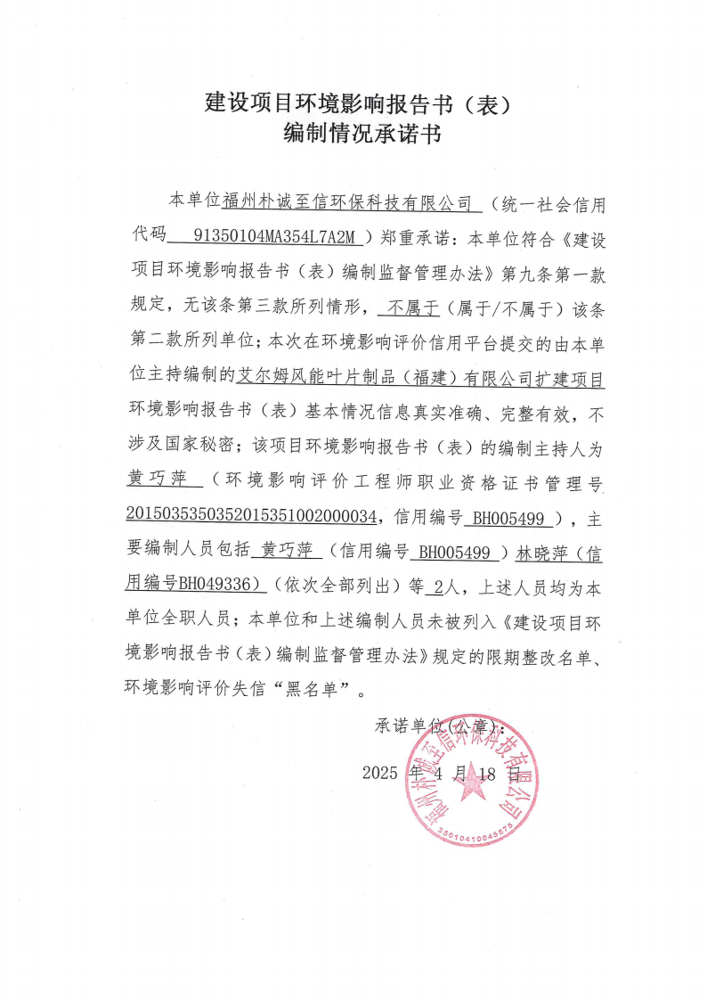 建设项目环境影响报告书（表）
编制情况承诺书
本单位福州朴诚至信环保科技有限公司（统一社会信用
代码 91350104MA354L7A2M ）郑重承诺：本单位符合《建设
项目环境影响报告书（表）编制监督管理办法》第九条第一款
规定，无该条第三款所列情形， 不属于（属于/不属于）该条
第二款所列单位；本次在环境影响评价信用平台提交的由本单
位主持编制的艾尔姆风能叶片制品（福建）有限公司扩建项目
环境影响报告书（表）基本情况信息真实准确、完整有效，不
涉及国家秘密；该项目环境影响报告书（表）的编制主持人为
黄巧萍 （环境影响评价工程师职业资格证书管理号
2015035350352015351002000034，信用编号 BH005499 ），主
要编制人员包括 黄巧萍 （信用编号 BH005499 ）林晓萍（信
用编号BH049336）（依次全部列出）等 2人，上述人员均为本
单位全职人员；本单位和上述编制人员未被列入《建设项目环
境影响报告书（表）编制监督管理办法》规定的限期整改名单、
环境影响评价失信“黑名单”。
承诺单位(公章)：
2025 年 4 月 18 日
福州朴诚至信环保科技有限公司
35010410045875